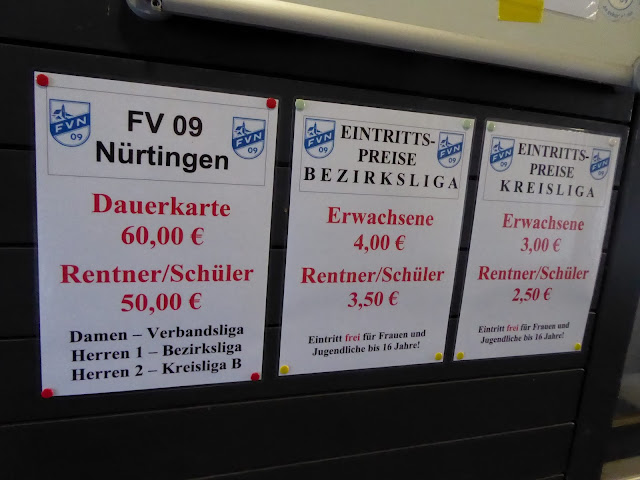 FVN
09
FV 09
Nürtingen
FVN
09
Dauerkarte
60,00 €
Rentner/Schüler
50,00 €
Damen – Verbandsliga
Herren 1 – Bezirksliga
Herren 2 – Kreisliga B
FVN
09
EINTRITTS-
PREISE
BEZIRKSLIGA
FVN
09
Erwachsene
4,00 €
Rentner/Schüler
3,50 €
Eintritt frei für Frauen und
Jugendliche bis 16 Jahre!
FVN
09
EINTRITTS-
PREISE
KREISLIGA
FVN
09
Erwachsene
3,00 €
Rentner/Schüler
2,50 €
Eintritt frei für Frauen und
Jugendliche bis 16 Jahre!